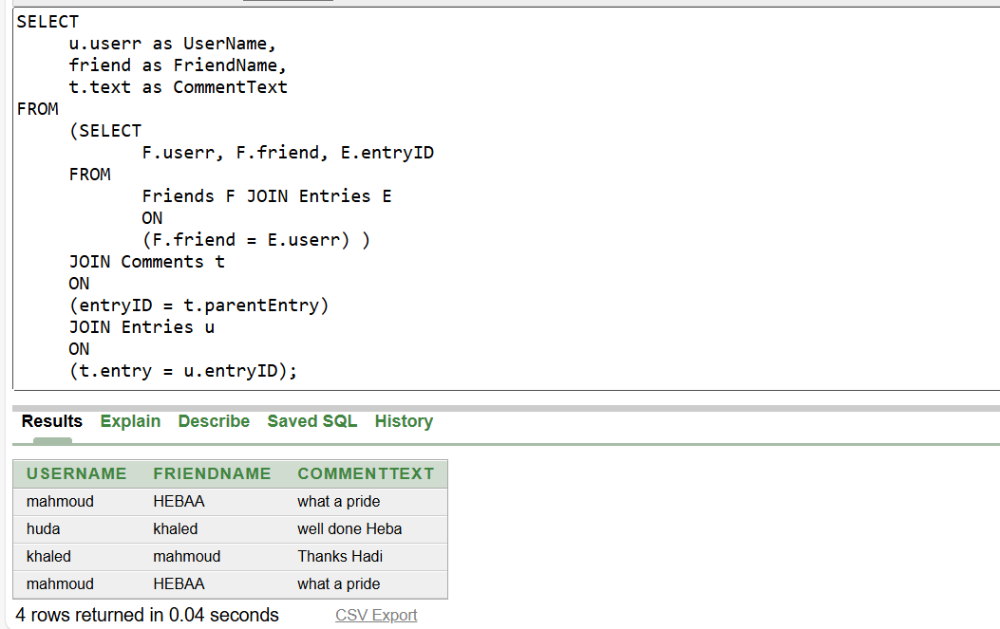 SELECT
u.userr as UserName,
friend as FriendName,
t.text as CommentText
FROM
(SELECT
F.userr, F.friend, E.entryID
FROM
Friends F JOIN Entries E
ON
(F.friend = E.userr) )
JOIN Comments t
ON
(entryID = t.parentEntry)
JOIN Entries u
ON
(t.entry = u.entryID);
Results Explain Describe Saved SQL History
USERNAME FRIENDNAME COMMENTTEXT
mahmoud HEBAA what a pride
huda khaled well done Heba
khaled mahmoud Thanks Hadi
mahmoud HEBAA what a pride
4 rows returned in 0.04 seconds CSV Export